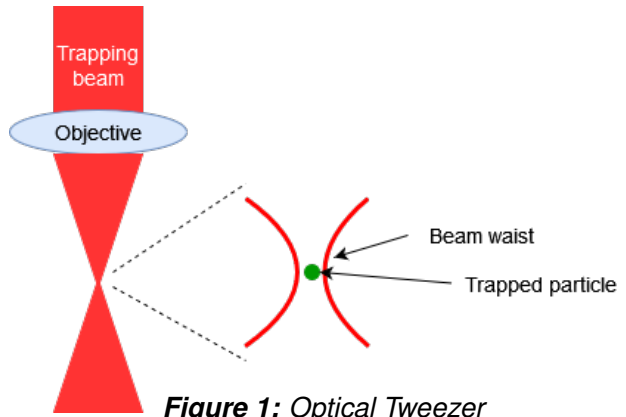 Trapping
beam
Objective
Beam waist
Trapped particle
Figure 1: Optical Tweezer